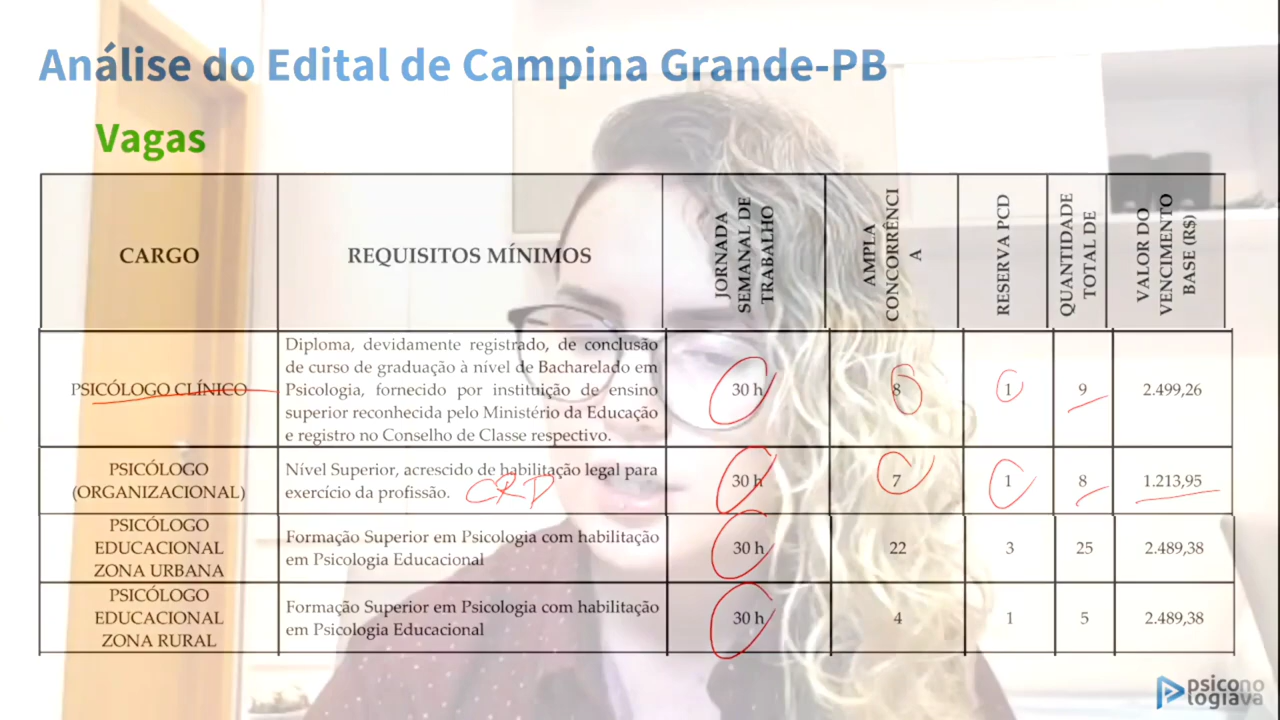 Análise do Edital de Campina Grande-PB
Vagas
CARGO
REQUISITOS MÍNIMOS
JORNADA
SEMANAL DE
TRABALHO
AMPLA
CONCORRÊNCI
A
RESERVA PCD
QUANTIDADE
TOTAL DE
VALOR DO
VENCIMENTO
BASE (R$)
PSICÓLOGO CLÍNICO
Diploma, devidamente registrado, de conclusão
de curso de graduação à nível de Bacharelado em
Psicologia, fornecido por instituição de ensino
superior reconhecida pelo Ministério da Educação
e registro no Conselho de Classe respectivo.
30 h
8
1
9
2.499,26
PSICÓLOGO
(ORGANIZACIONAL)
Nível Superior, acrescido de habilitação legal para
exercício da profissão. CRP
30 h
7
1
8
1.213,95
PSICÓLOGO
EDUCACIONAL
ZONA URBANA
Formação Superior em Psicologia com habilitação
em Psicologia Educacional
30 h
22
3
25
2.489,38
PSICÓLOGO
EDUCACIONAL
ZONA RURAL
Formação Superior em Psicologia com habilitação
em Psicologia Educacional
30 h
4
1
5
2.489,38
psicono
logiava